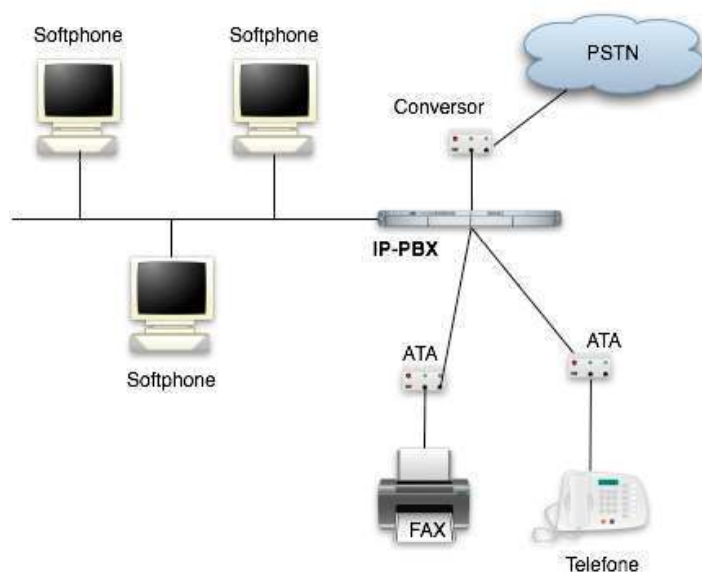 Softphone
Softphone
PSTN
Conversor
IP-PBX
Softphone
ATA
ATA
FAX
Telefone